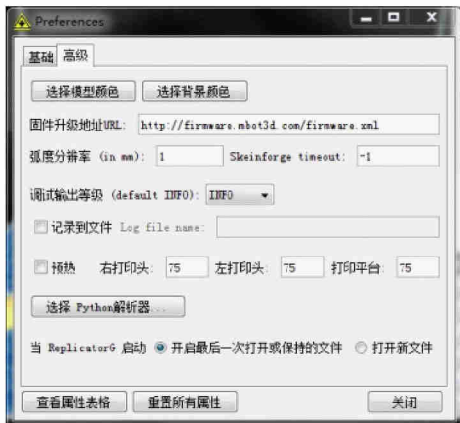 Preferences
基础 高级
选择模型颜色 选择背景颜色
固件升级地址URL: http://firmware.mbot3d.com/firmware.xml
弧度分辨率 (in mm): 1 Skeinforge timeout: -1
调试输出等级 (default INFO): INFO
记录到文件 Log file name:
预热 右打印头: 75 左打印头: 75 打印平台: 75
选择 Python解析器...
当 ReplicatorG 启动 开启最后一次打开或保持的文件 打开新文件
查看属性表格 重置所有属性 关闭